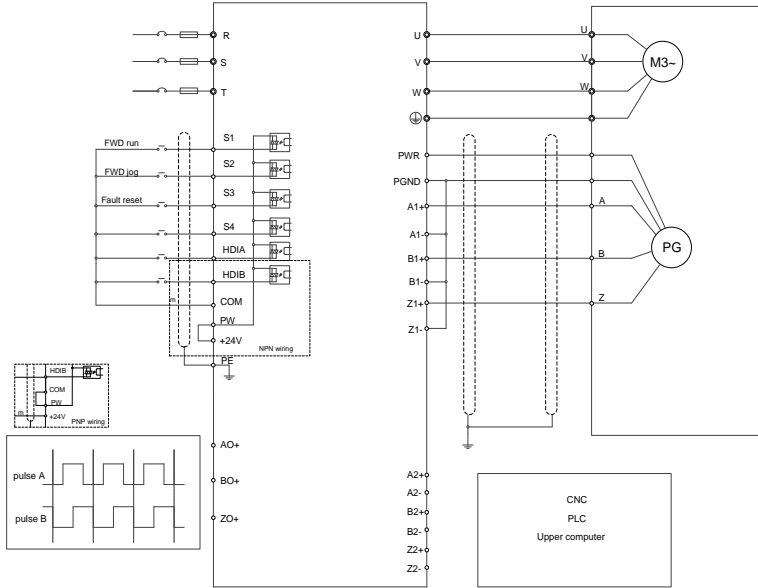 R
S
T
FWD run
FWD jog
Fault reset
S1
S2
S3
S4
HDIA
HDIB
COM
PW
+24V
PE
m
NPN wiring
U
V
W
PWR
PGND
A1+
A1-
B1+
B1-
Z1+
Z1-
U
V
W
M3~
A
B
Z
PG
HDIB
COM
PW
+24V
m
PNP wiring
pulse A
pulse B
AO+
BO+
ZO+
A2+
A2-
B2+
B2-
Z2+
Z2-
CNC
PLC
Upper computer